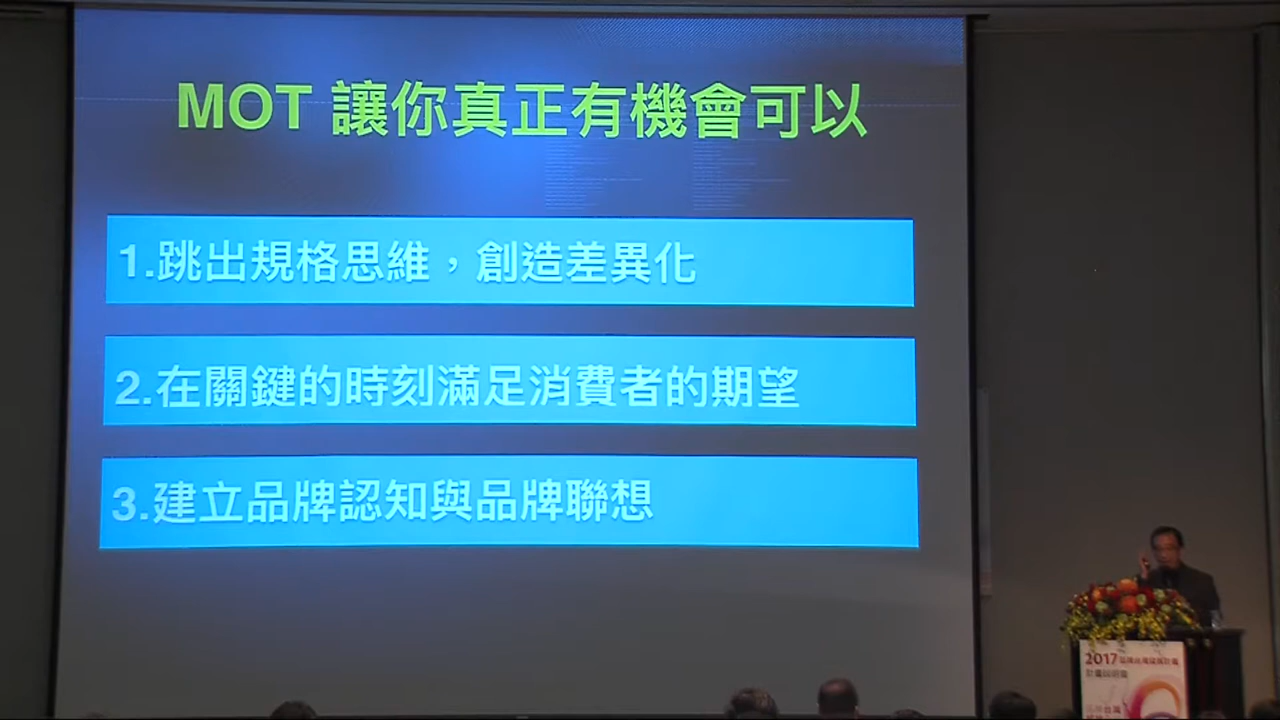 MOT 讓你真正有機會可以
1.跳出規格思維，創造差異化
2.在關鍵的時刻滿足消費者的期望
3.建立品牌認知與品牌聯想
2017